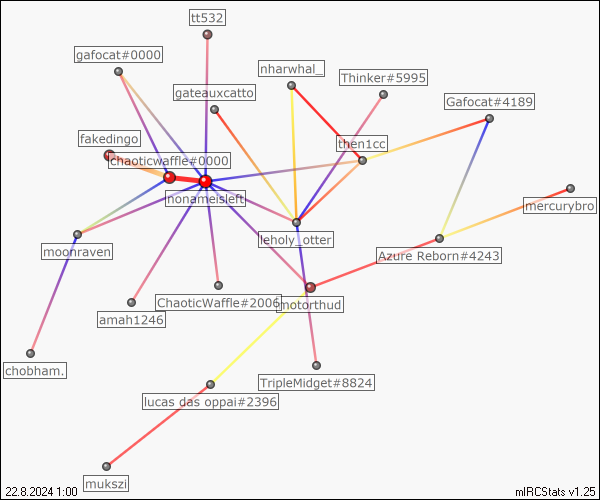 tt532
gafocat#0000
nharwhal_
Thinker#5995
gateauxcatto
Gafocat#4189
fakedingo
then1cc
Chaoticwaffle#0000
nonameisleft
mercurybro
leholy_otter
moonraven
Azure Reborn#4243
ChaoticWaffle#2006
motorthud
amah1246
chobham.
TripleMidget#8824
lucas das oppai#2396
mukszi
22.8.2024 1:00
mIRCStats v1.25